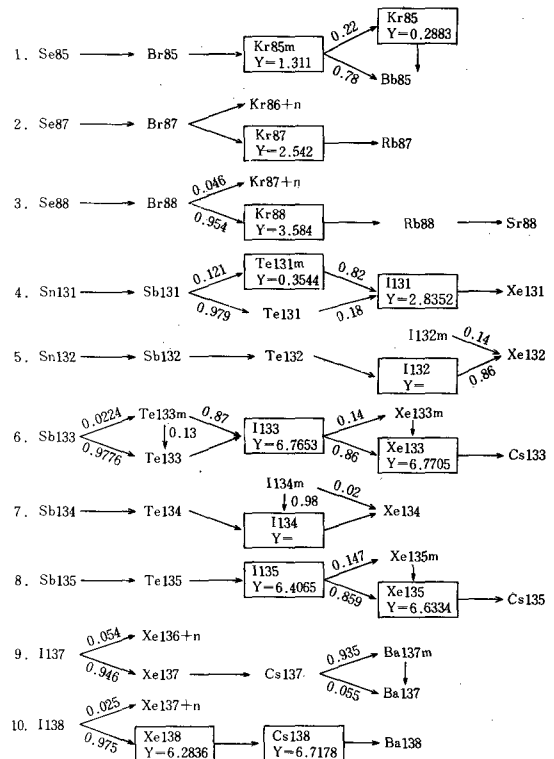 Kr85
Y=0.2883
0.22
1. Se85 Br85 Kr85m
Y=1.311
0.78
Bb85
Kr86+n
2. Se87 Br87
Kr87
Y=2.542
Rb87
Kr87+n
0.046
3. Se88 Br88
0.954
Kr88
Y=3.584
Rb88 Sr88
Te131m
Y=0.3544
0.121 0.82
4. Sn131 Sb131 I131
Y=2.8352
Xe131
0.979 Te131 0.18
I132m 0.14
5. Sn132 Sb132 Te132 Xe132
I132
Y=
0.86
0.0224 Te133m 0.87
6. Sb133 0.13 I133
Y=6.7653
0.14 Xe133m
0.9776 Te133
0.86 Xe133
Y=6.7705
Cs133
I134m 0.02
0.98
7. Sb134 Te134 Xe134
I134
Y=
0.147 Xe135m
8. Sb135 Te135 I135
Y=6.4065
0.859 Xe135
Y=6.6334
Cs135
0.054 Xe136+n
9. I137
0.946 Xe137 Cs137
0.935 Ba137m
0.055 Ba137
0.025 Xe137+n
10. I138
0.975 Xe138
Y=6.2836
Cs138
Y=6.7178
Ba138